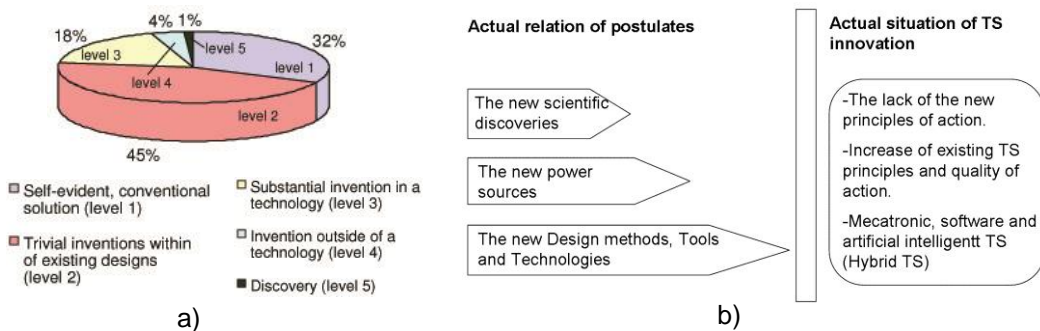 4%
1%
18%
32%
level 5
level 3
level 1
level 4
level 2
45%
Self-evident, conventional
solution (level 1)
Trivial inventions within
of existing designs
(level 2)
Substantial invention in a
technology (level 3)
Invention outside of a
technology (level 4)
Discovery (level 5)
a)
Actual relation of postulates
The new scientific
discoveries
The new power
sources
The new Design methods, Tools
and Technologies
Actual situation of TS
innovation
-The lack of the new
principles of action.
-Increase of existing TS
principles and quality of
action.
-Mecatronic, software and
artificial intelligentt TS
(Hybrid TS)
b)